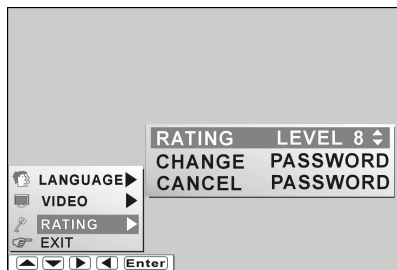 RATING LEVEL 8
CHANGE PASSWORD
CANCEL PASSWORD
LANGUAGE
VIDEO
RATING
EXIT
Enter